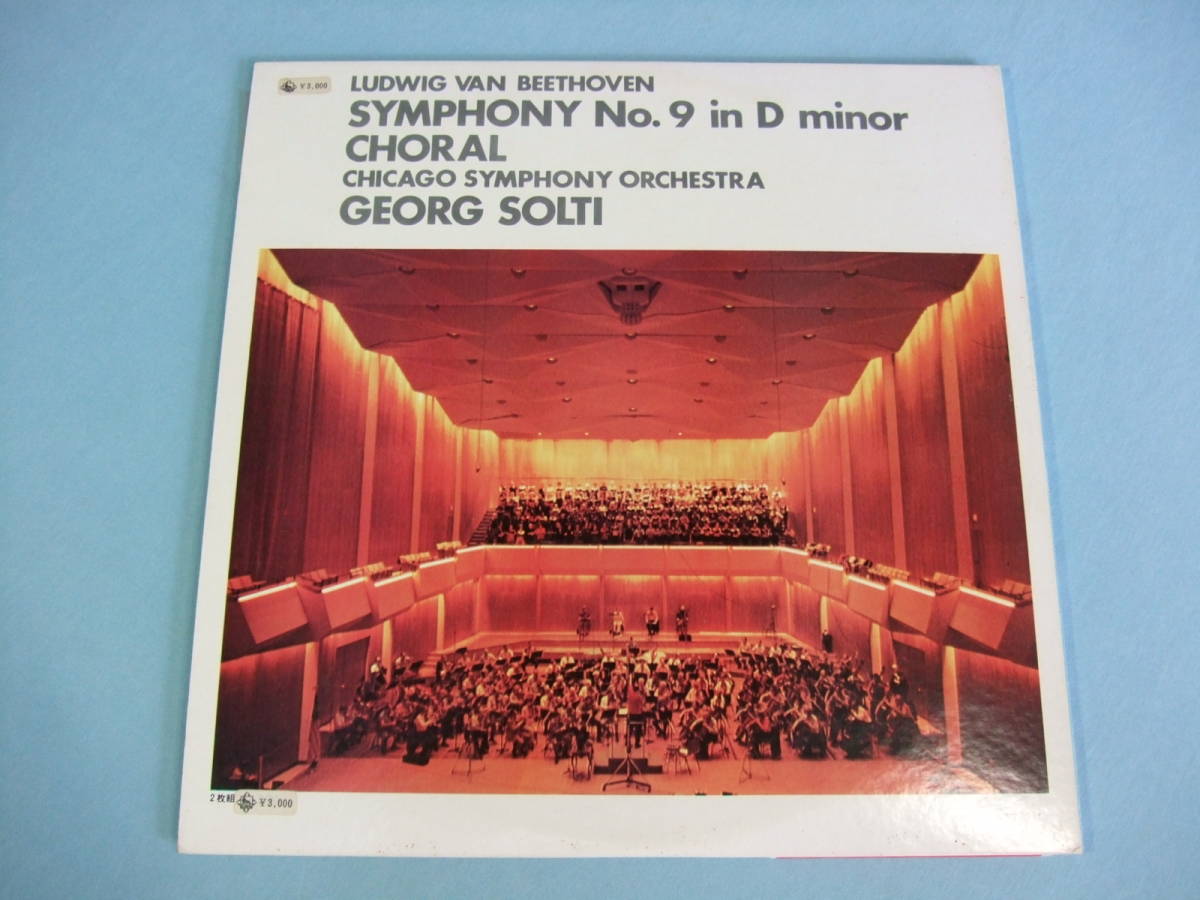 ¥3,000
LUDWIG VAN BEETHOVEN
SYMPHONY No. 9 in D minor
CHORAL
CHICAGO SYMPHONY ORCHESTRA
GEORG SOLTI
2枚組 ¥3,000